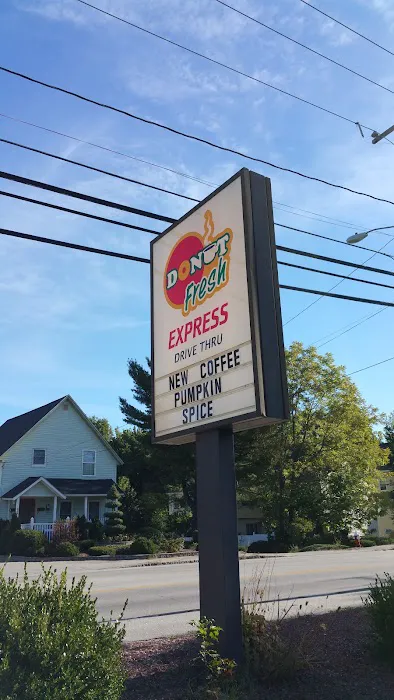 DONUT
fresh
EXPRESS
DRIVE THRU
NEW COFFEE
PUMPKIN
SPICE